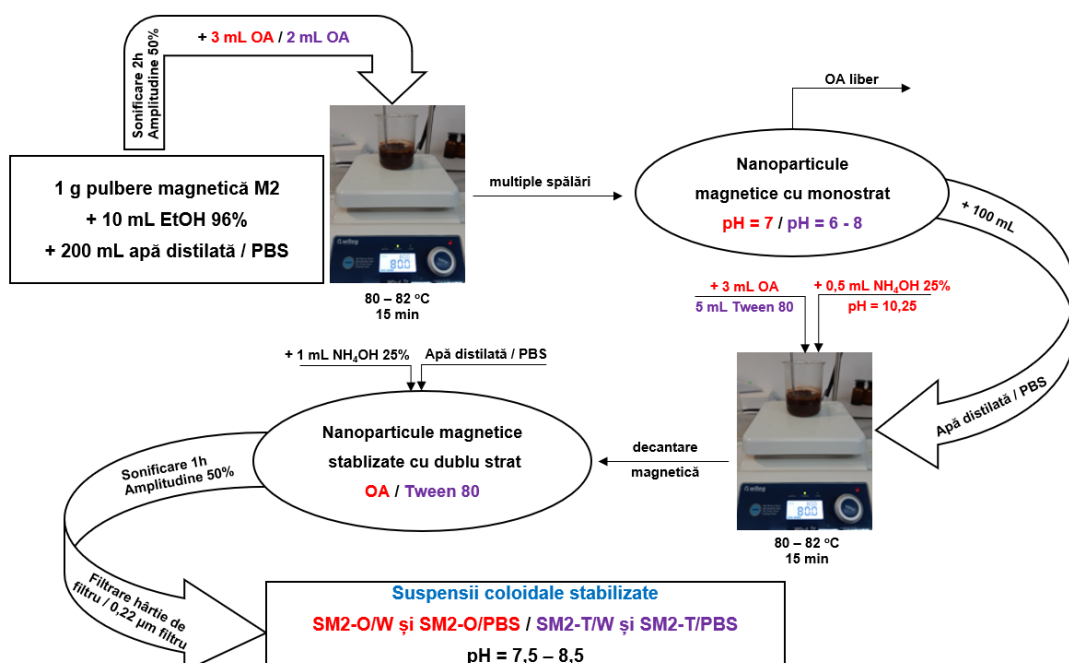 Sonificare 2h
Amplitudine 50%
+ 3 mL OA / 2 mL OA
1 g pulbere magnetică M2
+ 10 mL EtOH 96%
+ 200 mL apă distilată / PBS
80.0
80 – 82 °C
15 min
multiple spălări
OA liber
Nanoparticule
magnetice cu monostrat
pH = 7 / pH = 6 - 8
+ 100 mL
Apă distilată / PBS
+ 3 mL OA
5 mL Tween 80
+ 0,5 mL NH₄OH 25%
pH = 10,25
80.0
80 – 82 °C
15 min
decantare
magnetică
+ 1 mL NH₄OH 25%
Apă distilată / PBS
Nanoparticule magnetice
stablizate cu dublu strat
OA / Tween 80
Sonificare 1h
Amplitudine 50%
Filtrare hârtie de
filtru / 0,22 µm filtru
Suspensii coloidale stabilizate
SM2-O/W și SM2-O/PBS / SM2-T/W și SM2-T/PBS
pH = 7,5 – 8,5